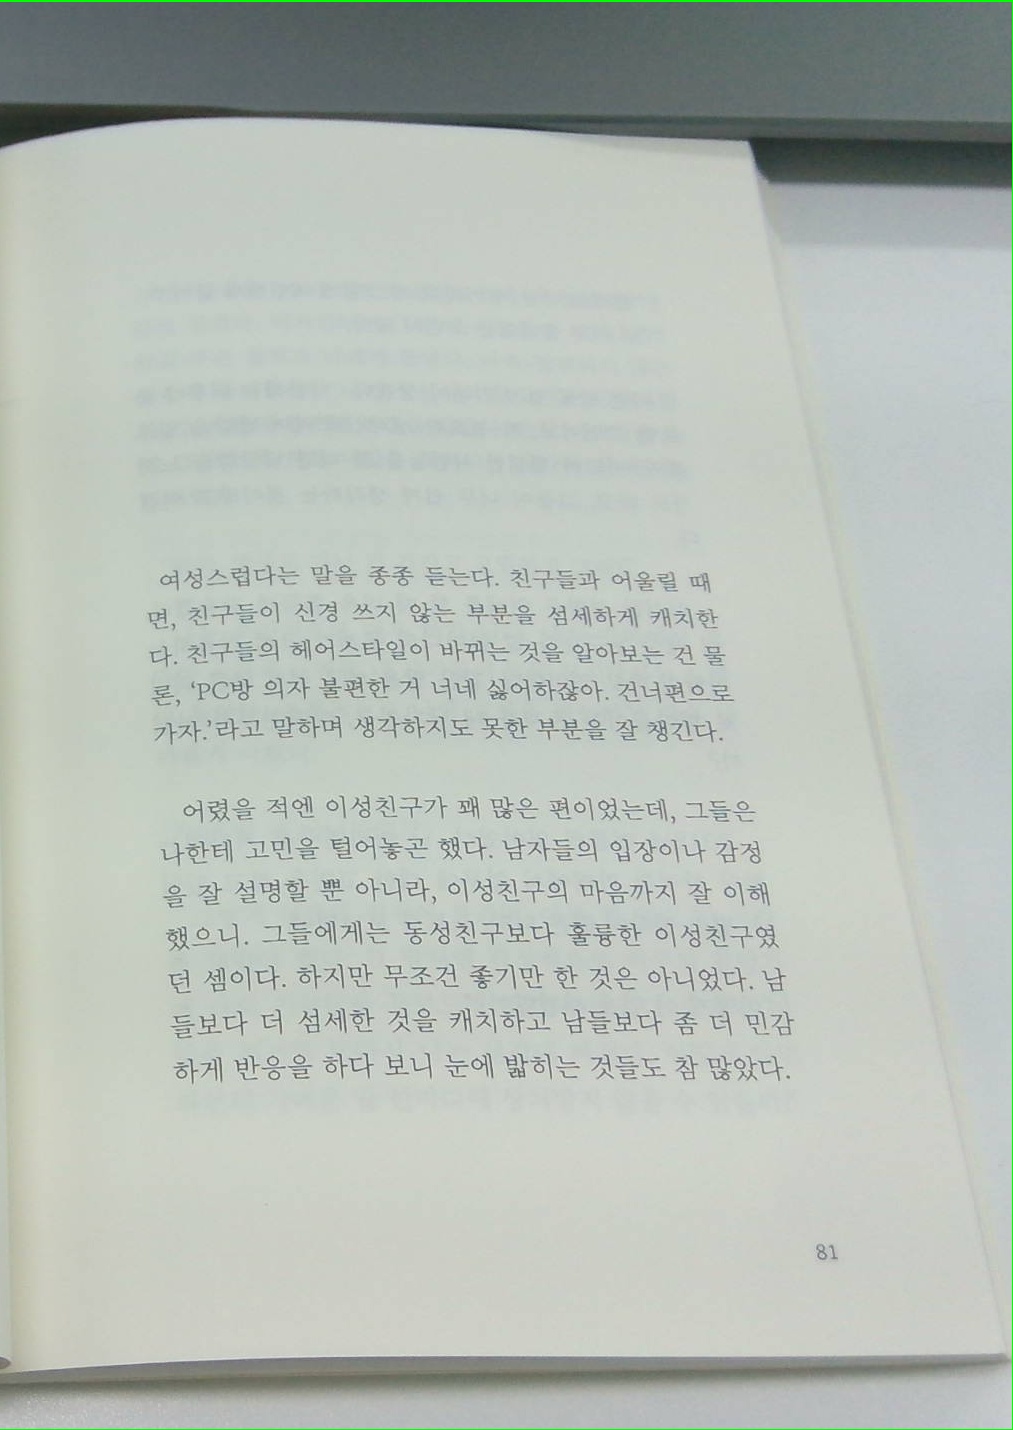 여성스럽다는 말을 종종 듣는다. 친구들과 어울릴 때
면, 친구들이 신경 쓰지 않는 부분을 섬세하게 캐치한
다. 친구들의 헤어스타일이 바뀌는 것을 알아보는 건 물
론, ‘PC방 의자 불편한 거 너네 싫어하잖아. 건너편으로
가자.’라고 말하며 생각하지도 못한 부분을 잘 챙긴다.
어렸을 적엔 이성친구가 꽤 많은 편이었는데, 그들은
나한테 고민을 털어놓곤 했다. 남자들의 입장이나 감정
을 잘 설명할 뿐 아니라, 이성친구의 마음까지 잘 이해
했으니. 그들에게는 동성친구보다 훌륭한 이성친구였
던 셈이다. 하지만 무조건 좋기만 한 것은 아니었다. 남
들보다 더 섬세한 것을 캐치하고 남들보다 좀 더 민감
하게 반응을 하다 보니 눈에 밟히는 것들도 참 많았다.
81